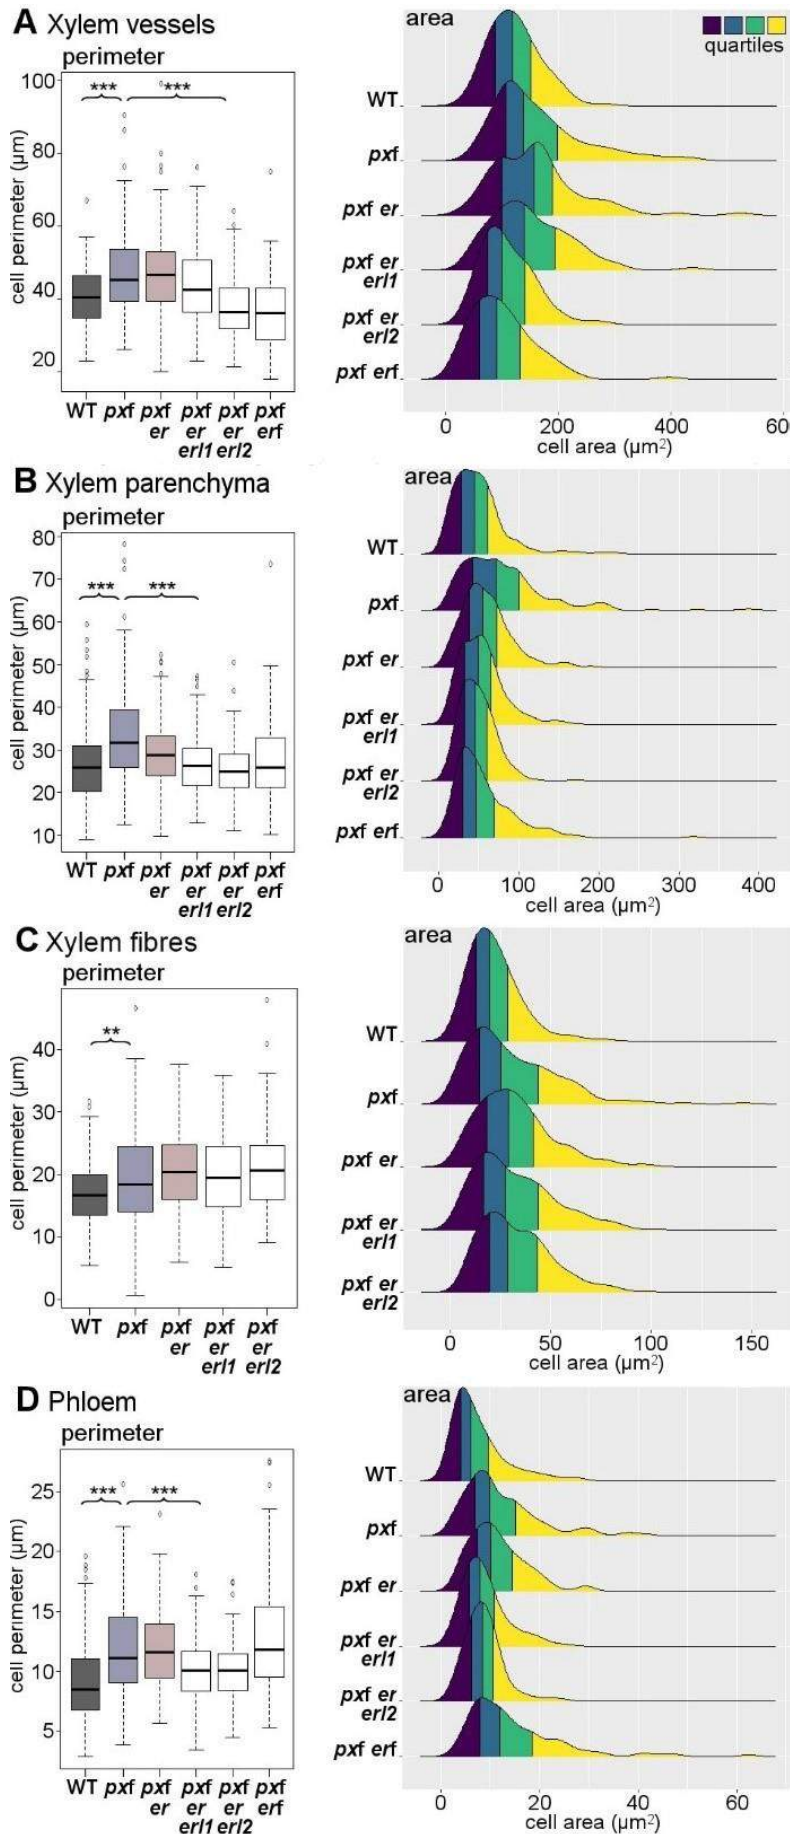 A Xylem vessels
perimeter
cell perimeter (µm)
100
80
60
40
20
***
***
WT
pxf
pxf
er
pxf
er
erl1
pxf
er
erl2
pxf
erf
area
quartiles
WT
pxf
pxf er
pxf er
erl1
pxf er
erl2
pxf erf
0
200
400
60
cell area (µm²)
B Xylem parenchyma
perimeter
cell perimeter (µm)
80
70
60
50
40
30
20
10
***
***
WT
pxf
pxf
er
pxf
er
erl1
pxf
er
erl2
pxf
erf
area
WT
pxf
pxf er
pxf er
erl1
pxf er
erl2
pxf erf
0
100
200
300
400
cell area (µm²)
C Xylem fibres
perimeter
cell perimeter (µm)
40
30
20
10
0
**
WT
pxf
pxf
er
pxf
er
erl1
pxf
er
erl2
area
WT
pxf
pxf er
pxf er
erl1
pxf er
erl2
0
50
100
150
cell area (µm²)
D Phloem
perimeter
cell perimeter (µm)
25
20
15
10
5
***
***
WT
pxf
pxf
er
pxf
er
erl1
pxf
er
erl2
pxf
erf
area
WT
pxf
pxf er
pxf er
erl1
pxf er
erl2
pxf erf
0
20
40
60
cell area (µm²)